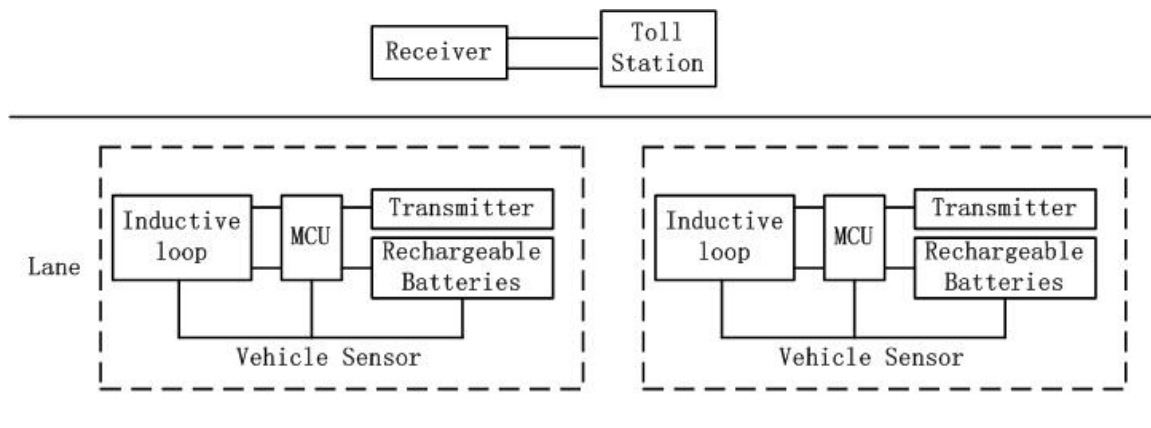 Receiver
Toll
Station
Lane
Inductive
loop
MCU
Transmitter
Rechargeable
Batteries
Vehicle Sensor
Inductive
loop
MCU
Transmitter
Rechargeable
Batteries
Vehicle Sensor